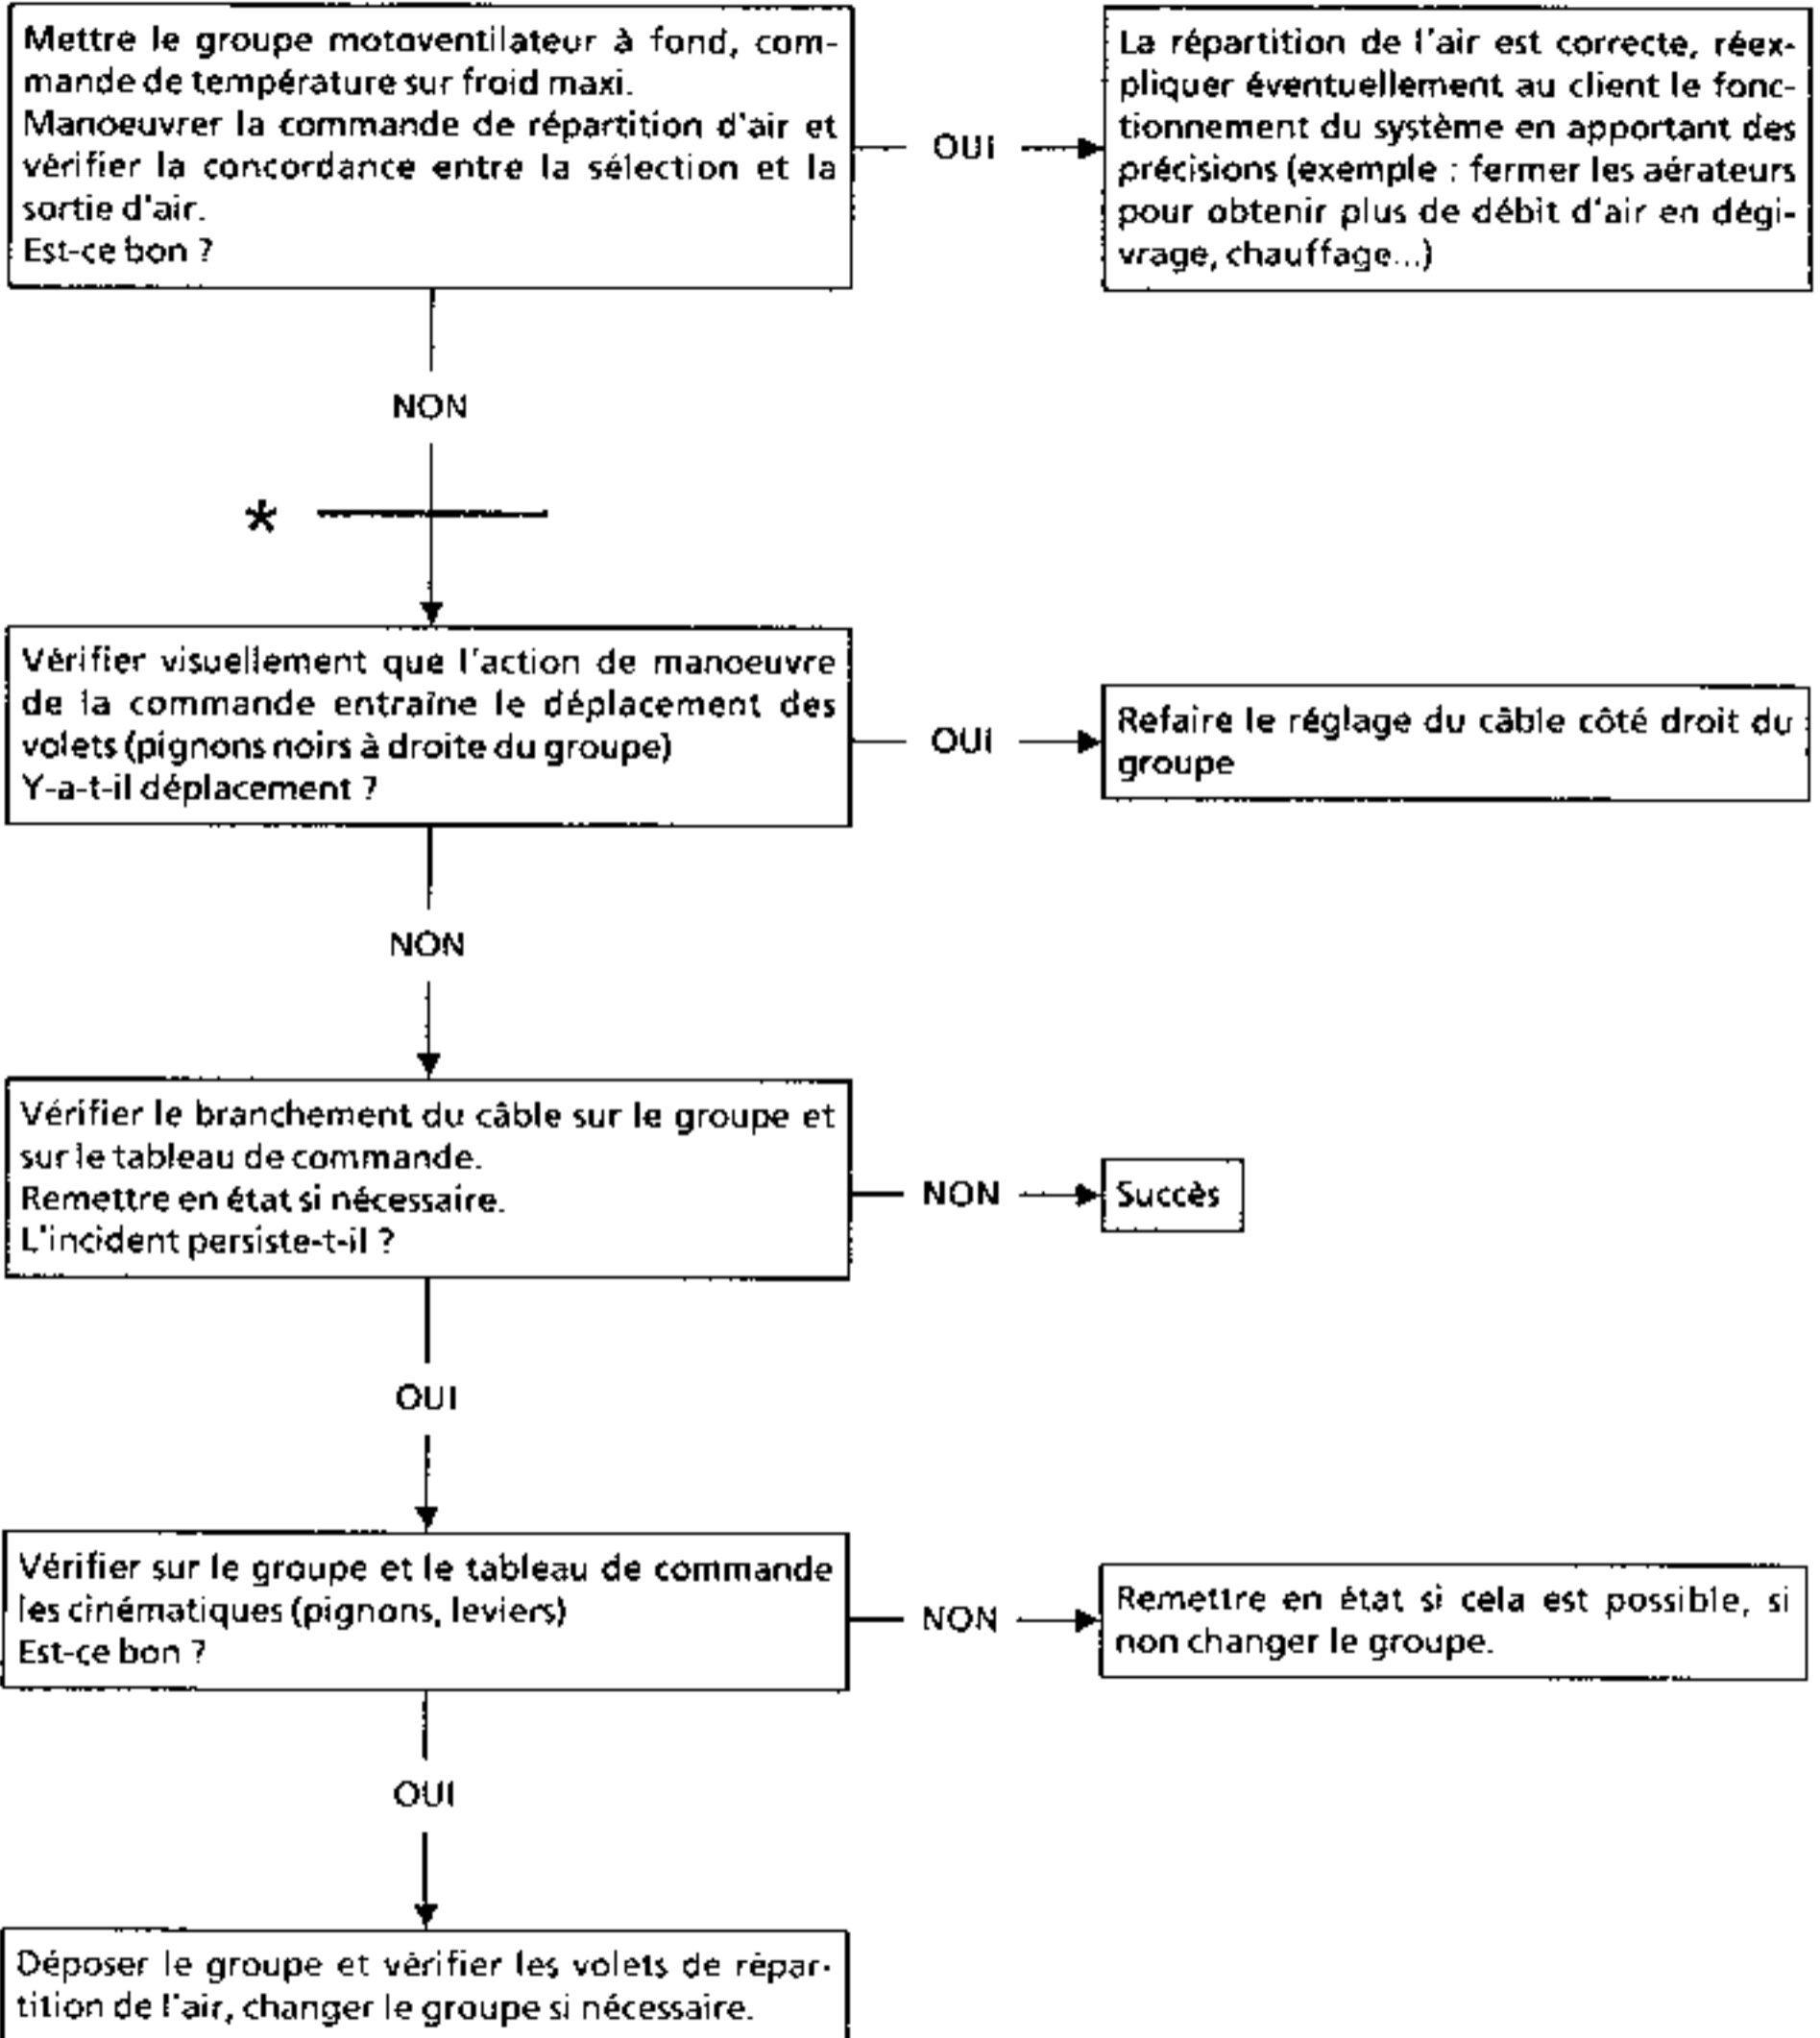 Mettre le groupe motoventilateur à fond, com-
mande de température sur froid maxi.
Manoeuvrer la commande de répartition d'air et
vérifier la concordance entre la sélection et la
sortie d'air.
Est-ce bon ?
OUI
La répartition de l'air est correcte, réex-
pliquer éventuellement au client le fonc-
tionnement du système en apportant des
précisions (exemple : fermer les aérateurs
pour obtenir plus de débit d'air en dégi-
vrage, chauffage...)
NON
*
Vérifier visuellement que l'action de manoeuvre
de la commande entraîne le déplacement des
volets (pignons noirs à droite du groupe)
Y-a-t-il déplacement ?
OUI
Refaire le réglage du câble côté droit du
groupe
NON
Vérifier le branchement du câble sur le groupe et
sur le tableau de commande.
Remettre en état si nécessaire.
L'incident persiste-t-il ?
NON
Succès
OUI
Vérifier sur le groupe et le tableau de commande
les cinématiques (pignons, leviers)
Est-ce bon ?
NON
Remettre en état si cela est possible, si
non changer le groupe.
OUI
Déposer le groupe et vérifier les volets de répar-
tition de l'air, changer le groupe si nécessaire.